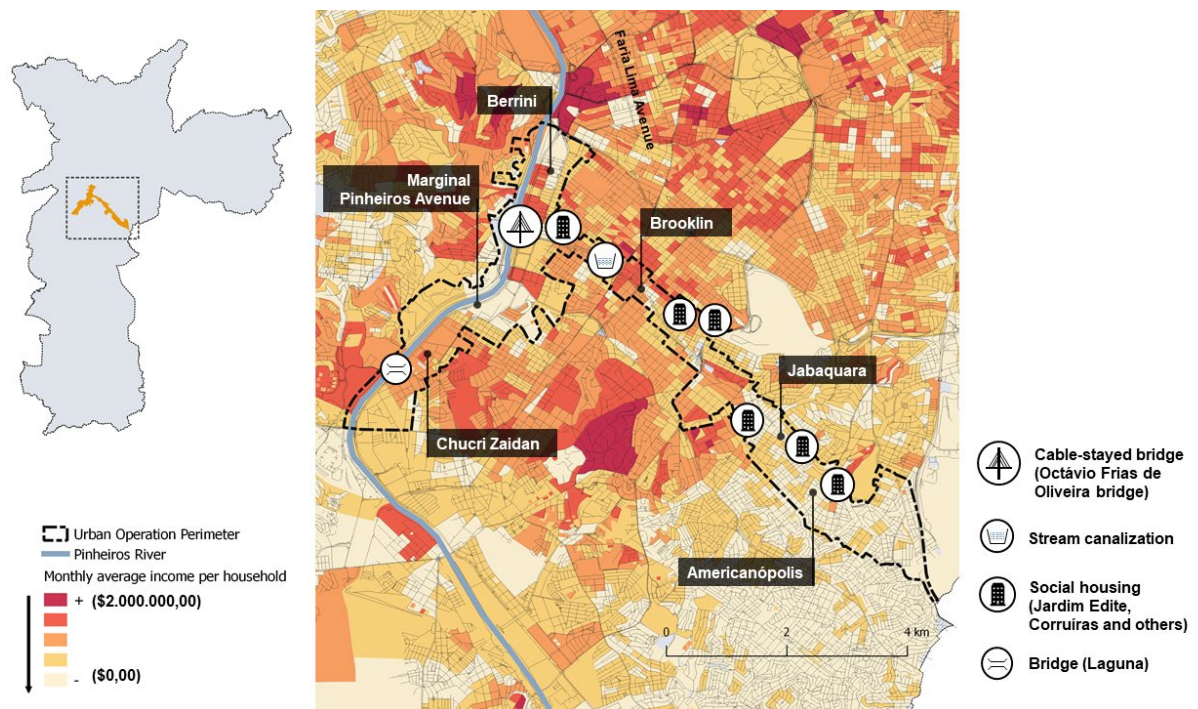 Faria Lima Avenue
Berrini
Marginal
Pinheiros Avenue
Brooklin
Jabaquara
Chucri Zaidan
Americanópolis
0 2 4 km
Urban Operation Perimeter
Pinheiros River
Monthly average income per household
+ ($2.000.000,00)
- ($0,00)
Cable-stayed bridge
(Octávio Frias de
Oliveira bridge)
Stream canalization
Social housing
(Jardim Edite,
Corruíras and others)
Bridge (Laguna)